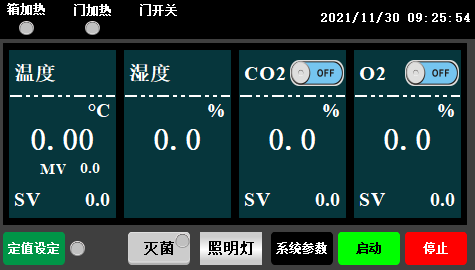 箱加热 门加热 门开关 2021/11/30 09:25:54
温度 湿度 CO2 OFF O2 OFF
°C % % %
0.00 0.0 0.0 0.0
MV 0.0
SV 0.0 SV 0.0 SV 0.0
定值设定 灭菌 照明灯 系统参数 启动 停止